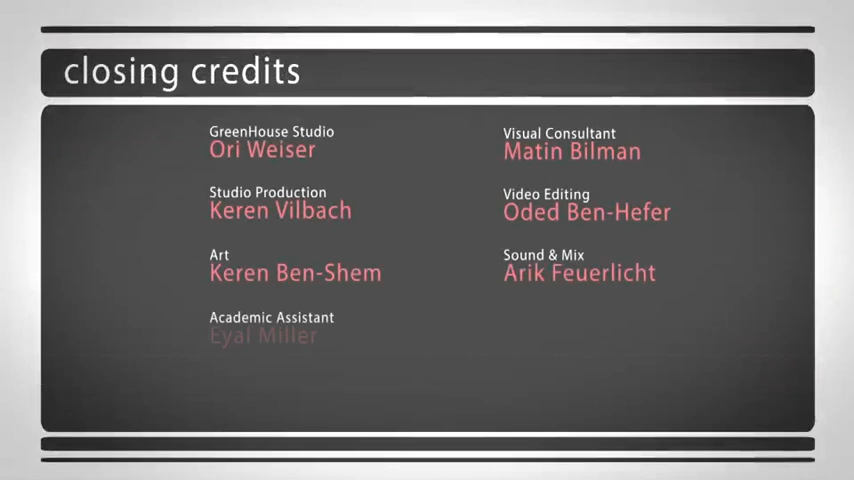 closing credits
GreenHouse Studio
Ori Weiser
Studio Production
Keren Vilbach
Art
Keren Ben-Shem
Academic Assistant
Eyal Miller
Visual Consultant
Matin Bilman
Video Editing
Oded Ben-Hefer
Sound & Mix
Arik Feuerlicht